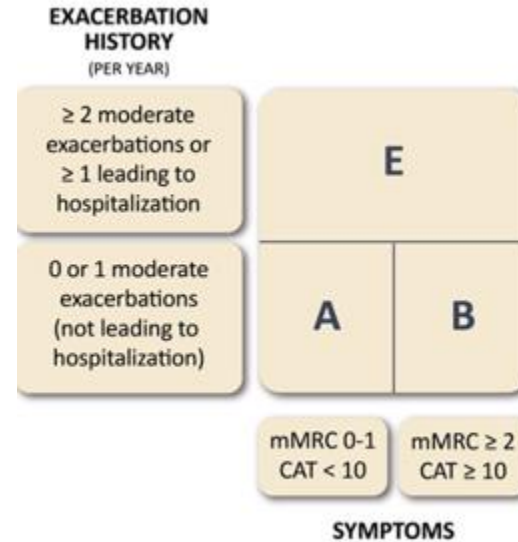 EXACERBATION
HISTORY
(PER YEAR)
≥ 2 moderate
exacerbations or
≥ 1 leading to
hospitalization
E
0 or 1 moderate
exacerbations
(not leading to
hospitalization)
A
B
mMRC 0-1
CAT < 10
mMRC ≥ 2
CAT ≥ 10
SYMPTOMS